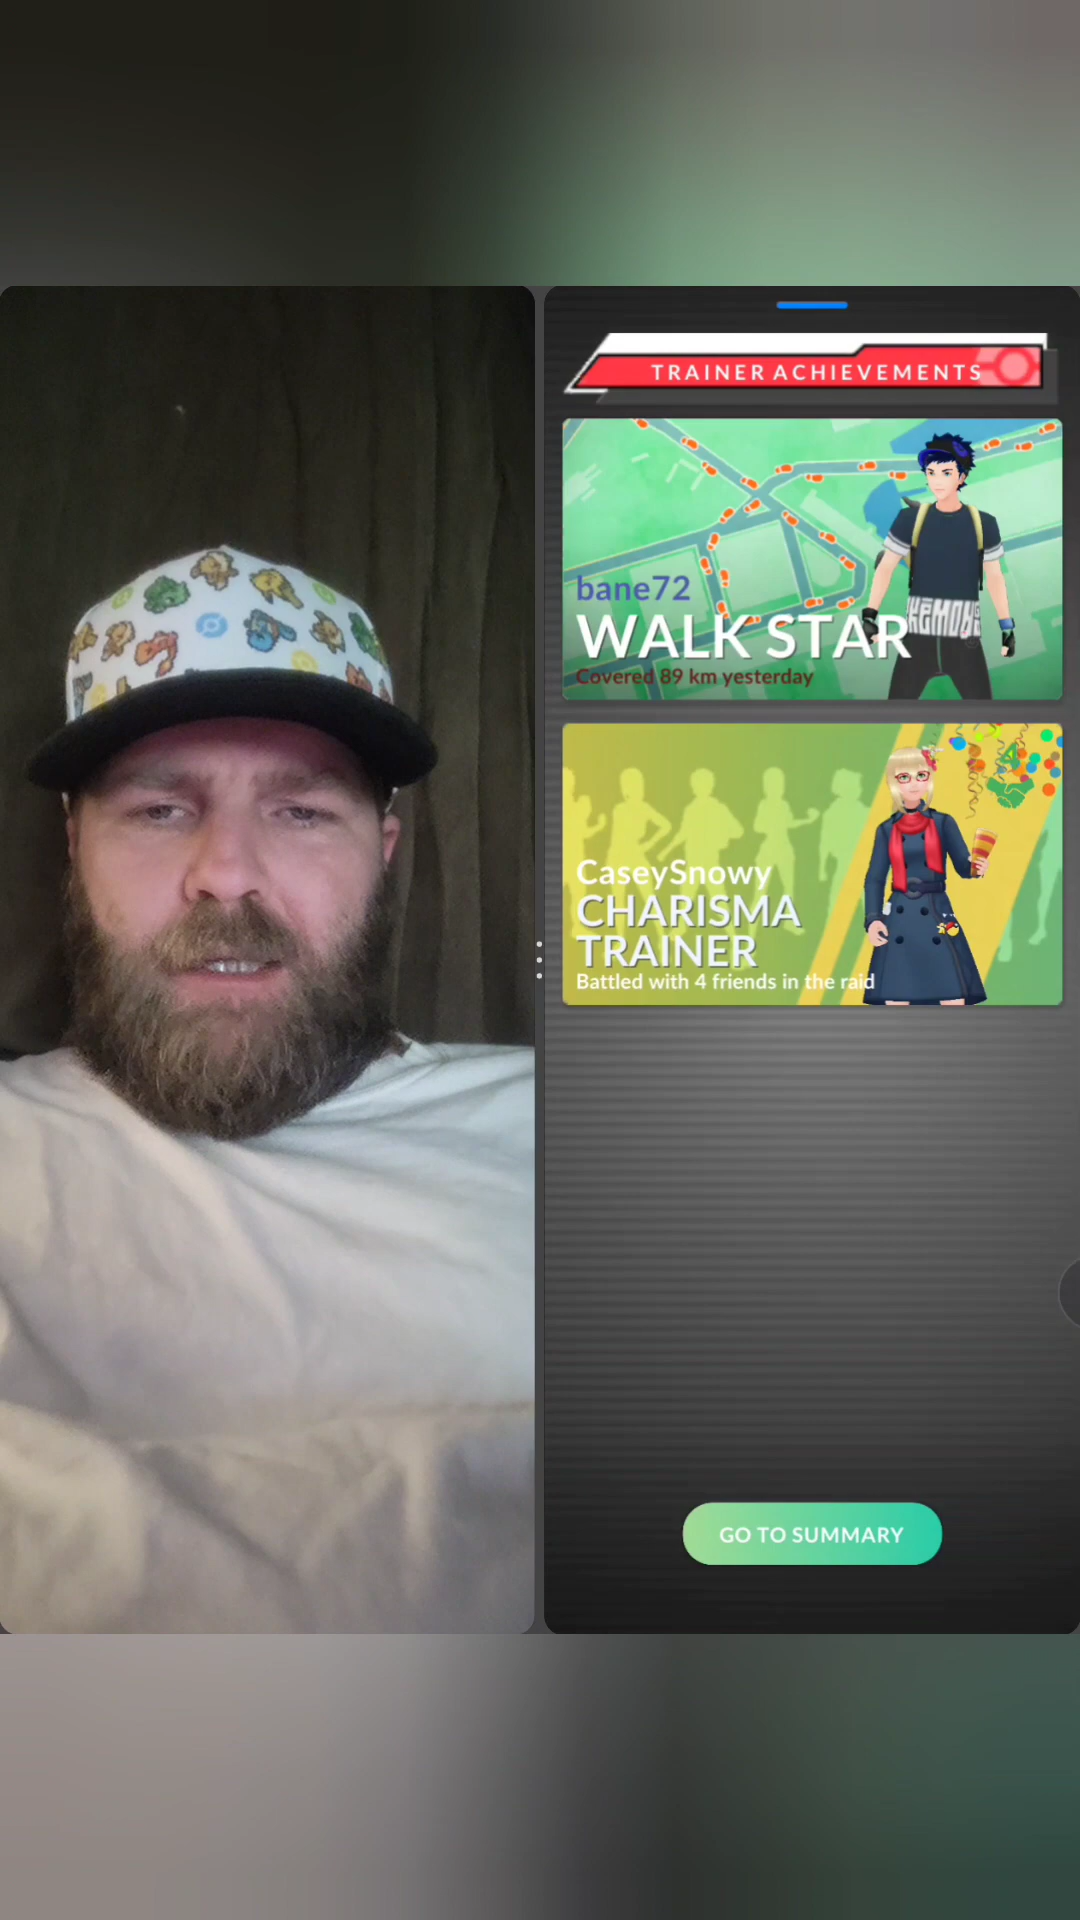 TRAINER ACHIEVEMENTS
bane72
WALK STAR
Covered 89 km yesterday
CaseySnowy
CHARISMA
TRAINER
Battled with 4 friends in the raid
GO TO SUMMARY